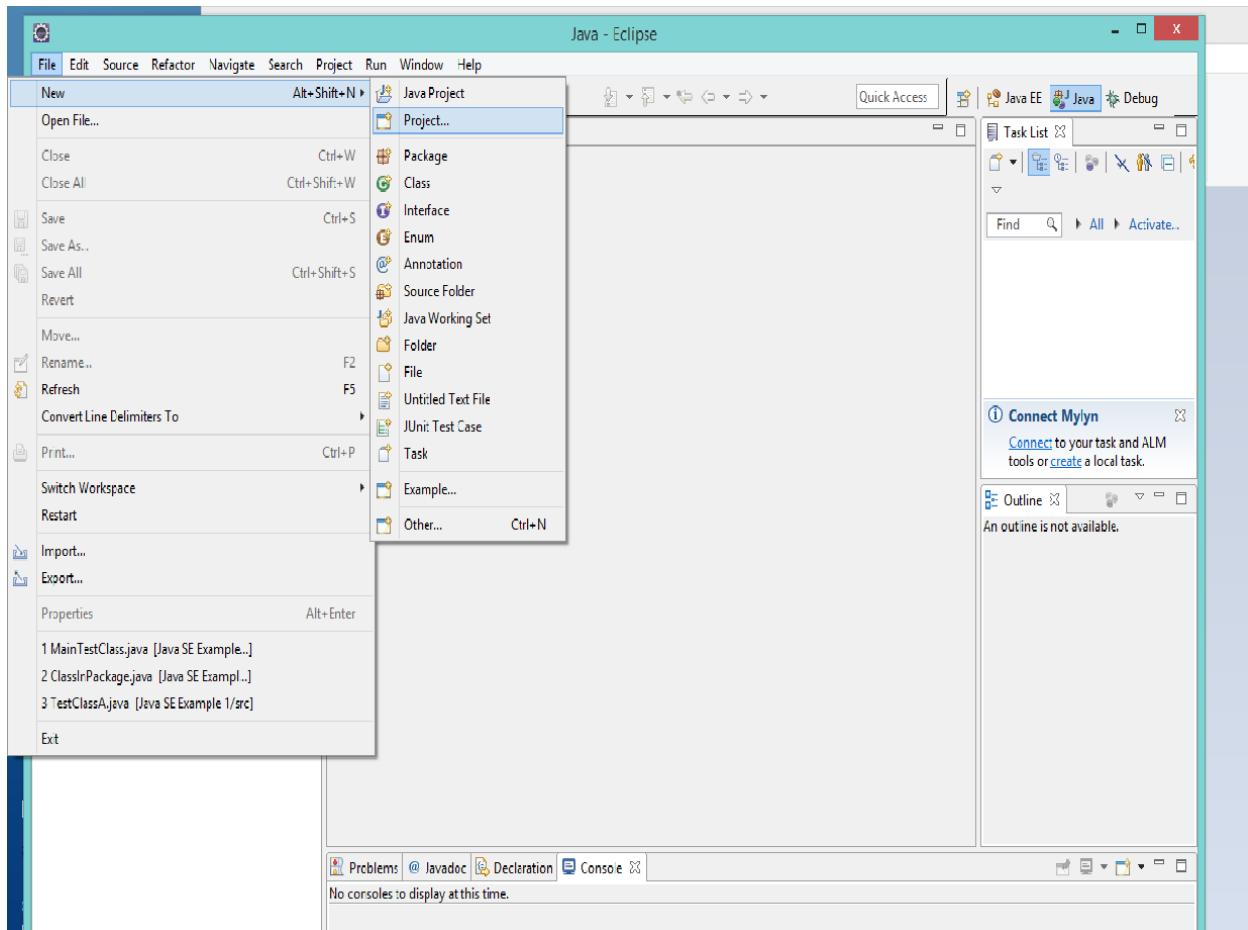 Java - Eclipse
File Edit Source Refactor Navigate Search Project Run Window Help
New Alt+Shift+N
Open File...
Close Ctrl+W
Close All Ctrl+Shift+W
Save Ctrl+S
Save As...
Save All Ctrl+Shift+S
Revert
Move...
Rename... F2
Refresh F5
Convert Line Delimiters To
Print... Ctrl+P
Switch Workspace
Restart
Import...
Export...
Properties Alt+Enter
1 MainTestClass.java [Java SE Example...]
2 ClassInPackage.java [Java SE Exampl...]
3 TestClassA.java [Java SE Example 1/src]
Exit
Java Project
Project...
Package
Class
Interface
Enum
Annotation
Source Folder
Java Working Set
Folder
File
Untitled Text File
JUnit Test Case
Task
Example...
Other... Ctrl+N
Quick Access Java EE Java Debug
Task List
Find All Activate...
Connect Mylyn
Connect to your task and ALM
tools or create a local task.
Outline
An outline is not available.
Problems @ Javadoc Declaration Console
No consoles to display at this time.